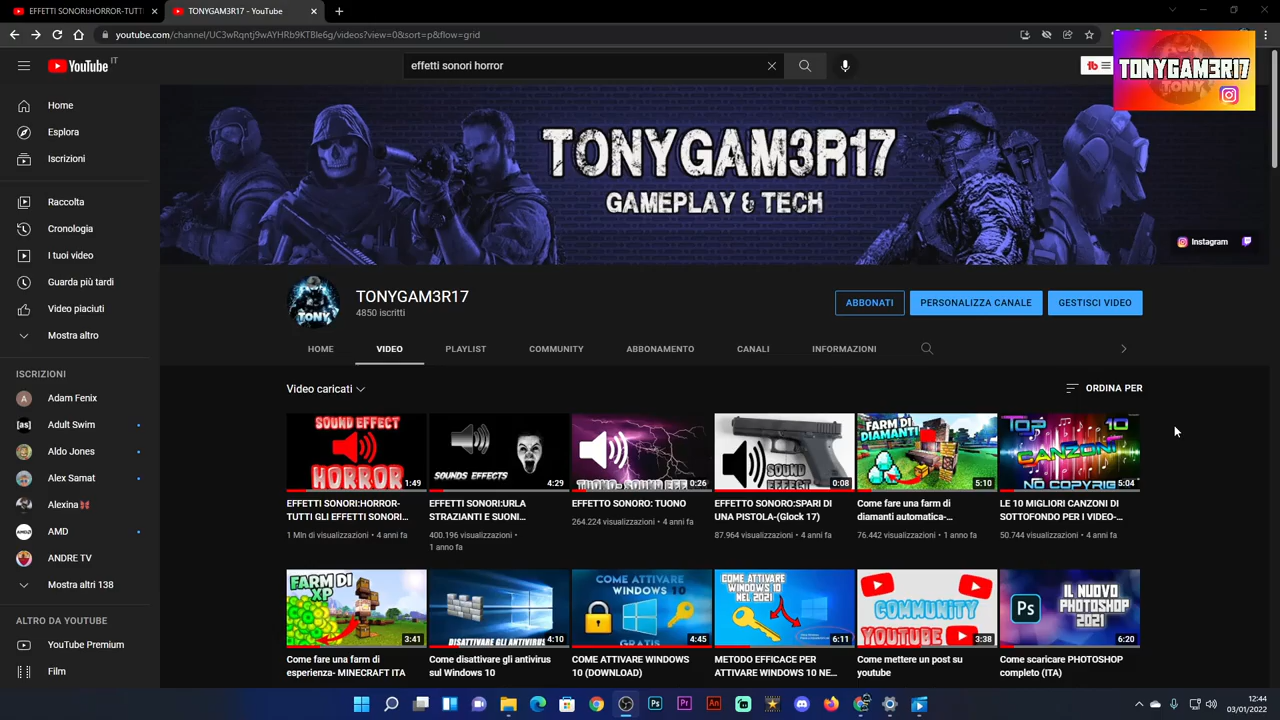 EFFETTI SONORI:HORROR-TUTTI
TONYGAM3R17 - YouTube
youtube.com/channel/UC3wRqntj9wAYHRb9KTBle6g/videos?view=0&sort=p&flow=grid
YouTube IT
effetti sonori horror
TONYGAM3R17
TONY
Home
Esplora
Iscrizioni
Raccolta
Cronologia
I tuoi video
Guarda più tardi
Video piaciuti
Mostra altro
ISCRIZIONI
Adam Fenix
Adult Swim
Aldo Jones
Alex Samat
Alexina
AMD
ANDRE TV
Mostra altri 138
ALTRO DA YOUTUBE
YouTube Premium
Film
TONYGAM3R17
GAMEPLAY & TECH
Instagram
TONY
TONYGAM3R17
4850 iscritti
ABBONATI
PERSONALIZZA CANALE
GESTISCI VIDEO
HOME
VIDEO
PLAYLIST
COMMUNITY
ABBONAMENTO
CANALI
INFORMAZIONI
Video caricati
ORDINA PER
SOUND EFFECT
HORROR
1:49
EFFETTI SONORI:HORROR-
TUTTI GLI EFFETTI SONORI...
1 Mln di visualizzazioni • 4 anni fa
SOUNDS EFFECTS
4:29
EFFETTI SONORI:URLA
STRAZIANTI E SUONI...
400.196 visualizzazioni •
1 anno fa
TUONO-SOUND EFFECT
0:26
EFFETTO SONORO: TUONO
264.224 visualizzazioni • 4 anni fa
SOUND
EFFECT
0:08
EFFETTO SONORO:SPARI DI
UNA PISTOLA-(Glock 17)
87.964 visualizzazioni • 4 anni fa
FARM DI
DIAMANTI
5:10
Come fare una farm di
diamanti automatica-...
76.442 visualizzazioni • 1 anno fa
TOP 10
CANZONI
NO COPYRIG
5:04
LE 10 MIGLIORI CANZONI DI
SOTTOFONDO PER I VIDEO-...
50.744 visualizzazioni • 4 anni fa
FARM DI
XP
3:41
Come fare una farm di
esperienza- MINECRAFT ITA
DISATTIVARE GLI ANTIVIRUS
4:10
Come disattivare gli antivirus
sul Windows 10
COME ATTIVARE
WINDOWS 10
GRATIS
4:45
COME ATTIVARE WINDOWS
10 (DOWNLOAD)
COME ATTIVARE
WINDOWS 10
NEL 2021
6:11
METODO EFFICACE PER
ATTIVARE WINDOWS 10 NE...
COMMUNITY
YOUTUBE
3:38
Come mettere un post su
youtube
Ps
IL NUOVO
PHOTOSHOP
2021
6:20
Come scaricare PHOTOSHOP
completo (ITA)
Ps
Pr
An
12:44
03/01/2022